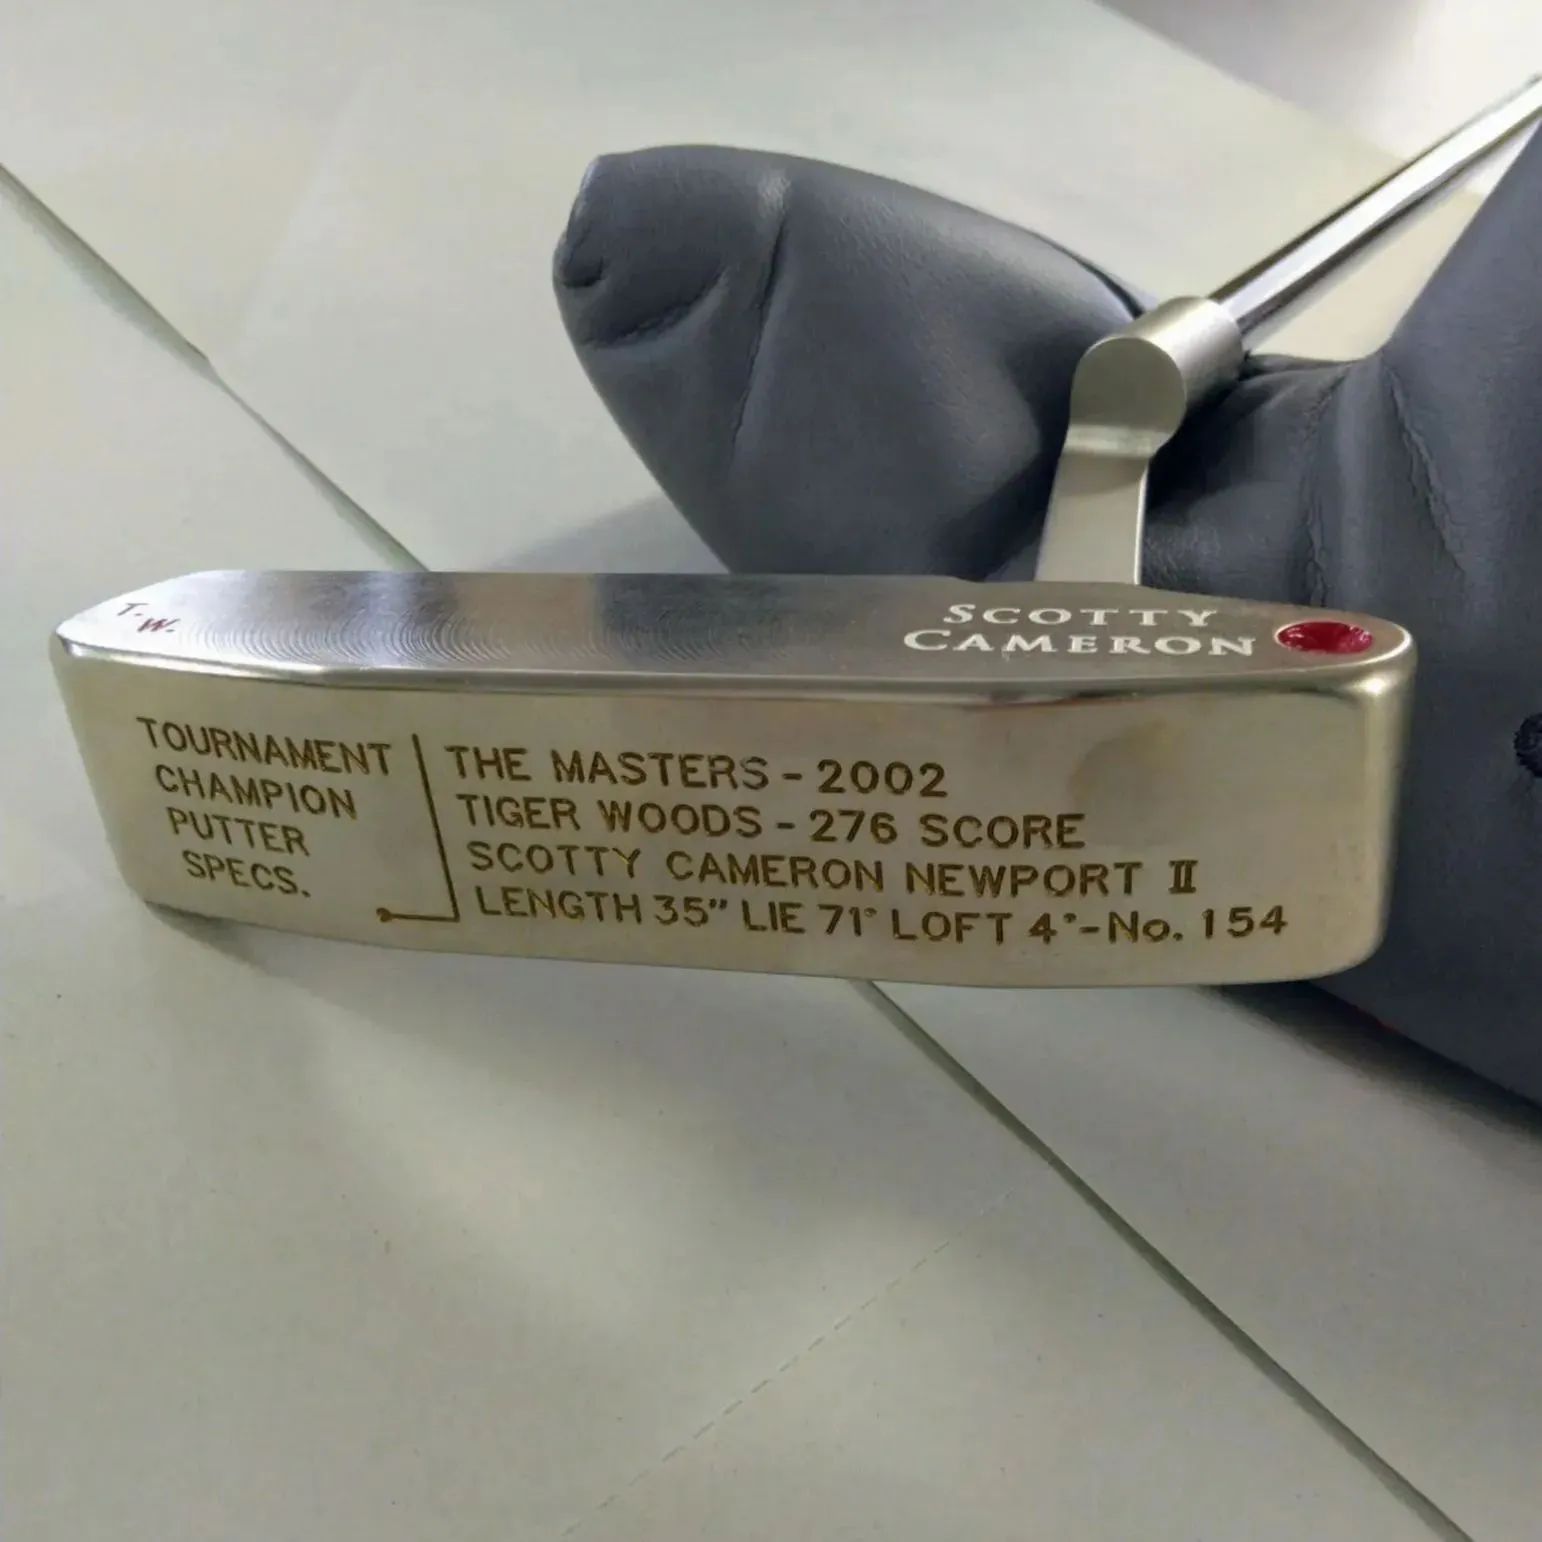 T.W.
SCOTTY
CAMERON
TOURNAMENT
CHAMPION
PUTTER
SPECS.
THE MASTERS - 2002
TIGER WOODS - 276 SCORE
SCOTTY CAMERON NEWPORT II
LENGTH 35" LIE 71° LOFT 4° - No. 154